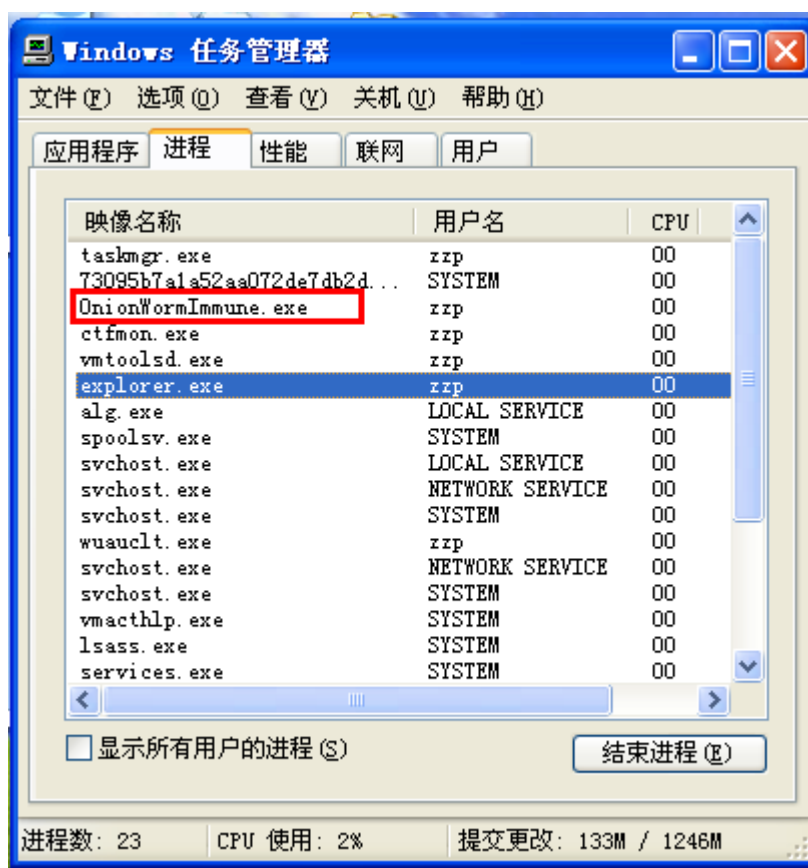 Windows 任务管理器
文件(F) 选项(O) 查看(V) 关机(U) 帮助(H)
应用程序 进程 性能 联网 用户
映像名称 用户名 CPU
taskmgr.exe zzp 00
73095b7a1a52aa072de7db2d... SYSTEM 00
OnionWormImmune.exe zzp 00
ctfmon.exe zzp 00
vmtoolsd.exe zzp 00
explorer.exe zzp 00
alg.exe LOCAL SERVICE 00
spoolsv.exe SYSTEM 00
svchost.exe LOCAL SERVICE 00
svchost.exe NETWORK SERVICE 00
svchost.exe SYSTEM 00
wuauclt.exe zzp 00
svchost.exe NETWORK SERVICE 00
svchost.exe SYSTEM 00
vmacthlp.exe SYSTEM 00
lsass.exe SYSTEM 00
services.exe SYSTEM 00
显示所有用户的进程(S) 结束进程(E)
进程数: 23 CPU 使用: 2% 提交更改: 133M / 1246M